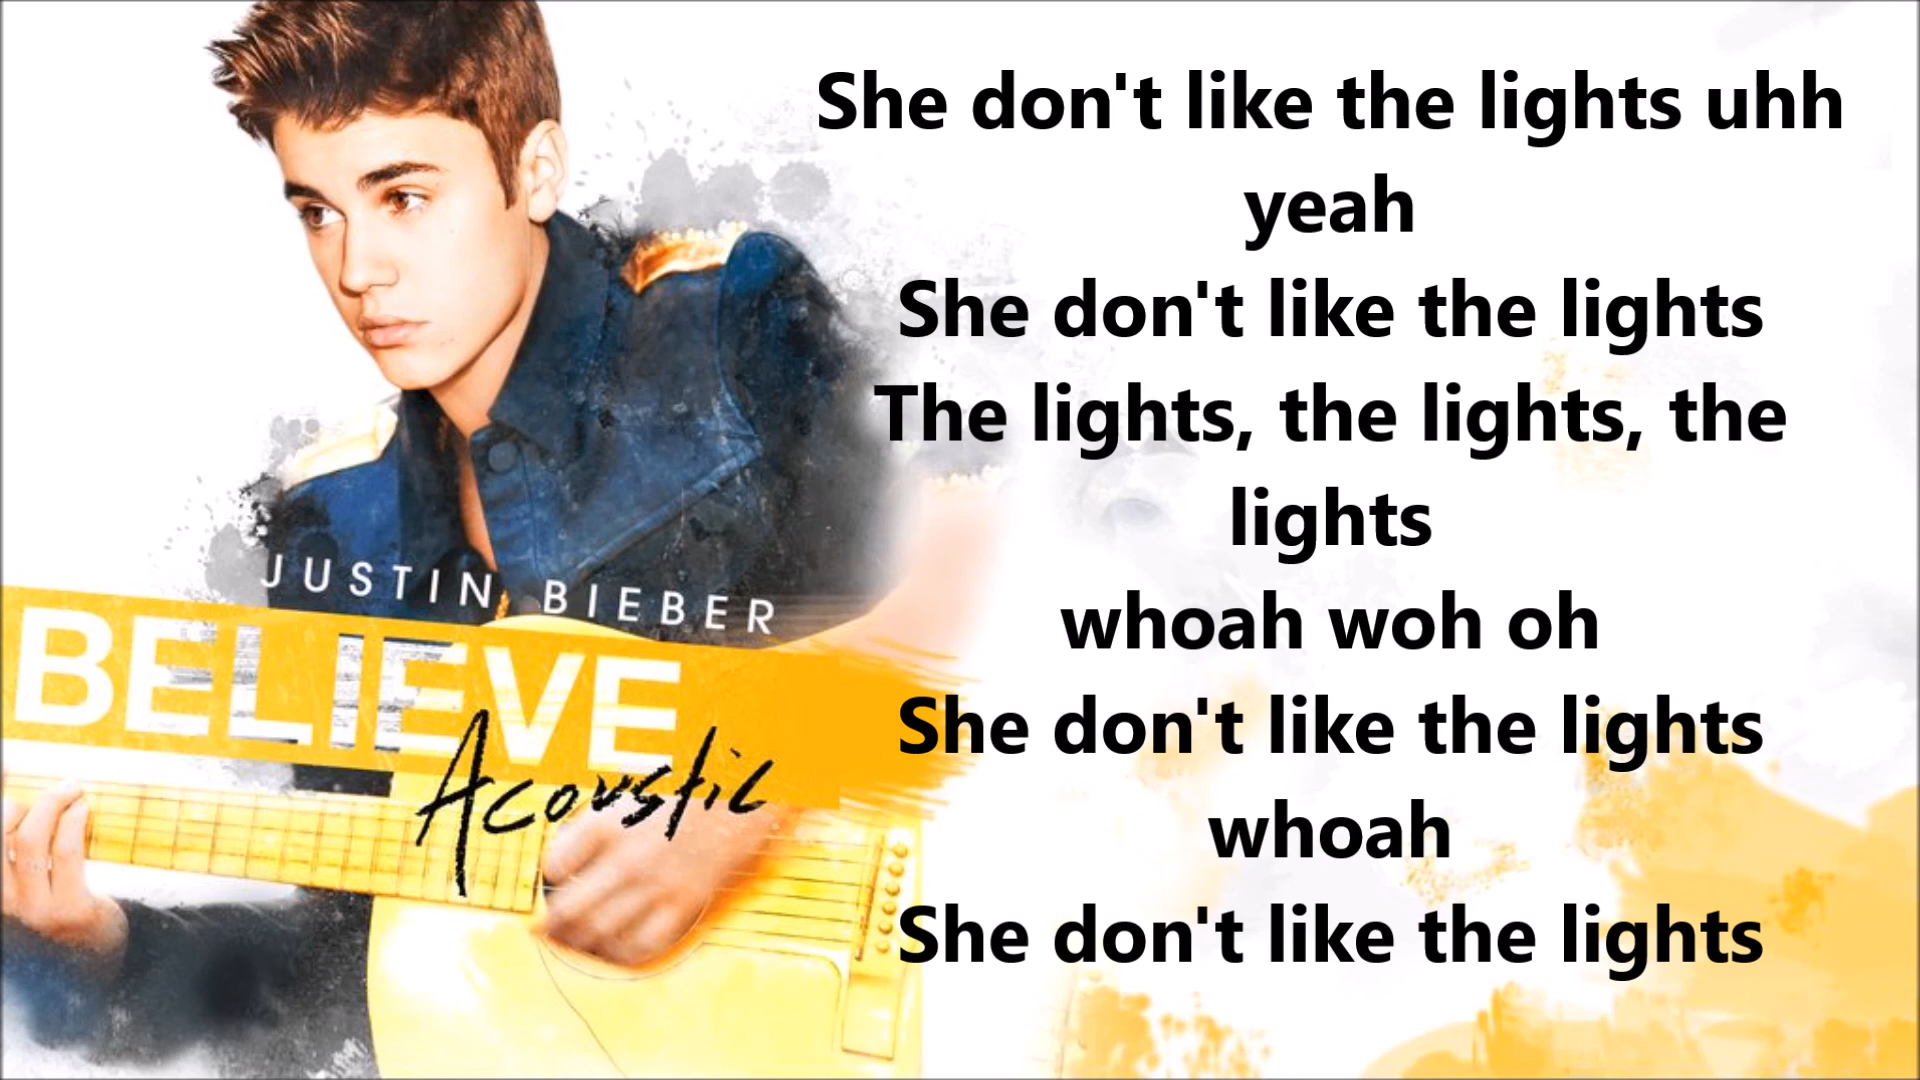 She don't like the lights uhh
yeah
She don't like the lights
The lights, the lights, the
lights
whoah woh oh
She don't like the lights
whoah
She don't like the lights
JUSTIN BIEBER
BELIEVE
Acoustic